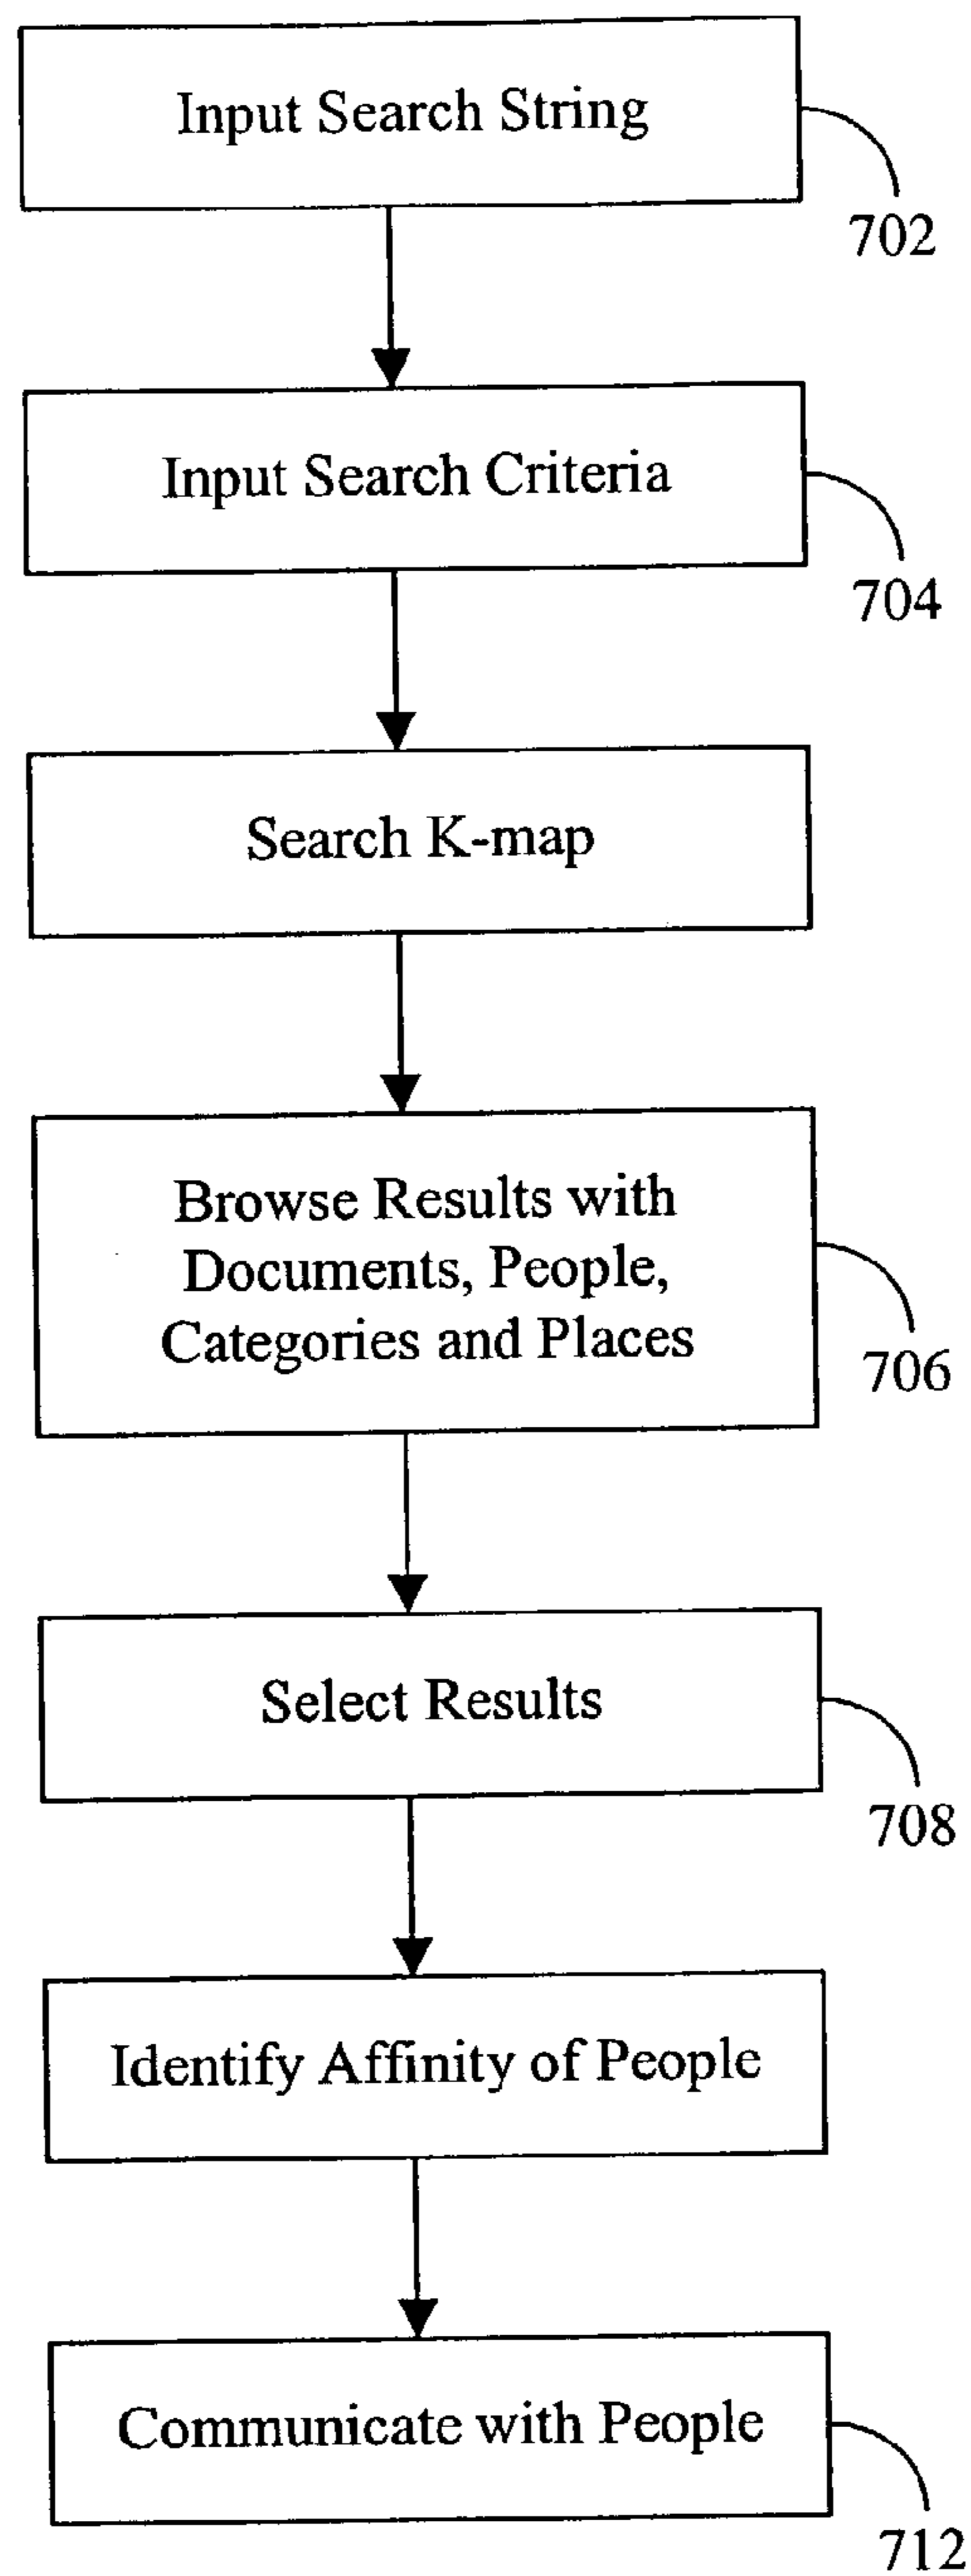 Input Search String
702
Input Search Criteria
704
Search K-map
Browse Results with
Documents, People,
Categories and Places
706
Select Results
708
Identify Affinity of People
Communicate with People
712